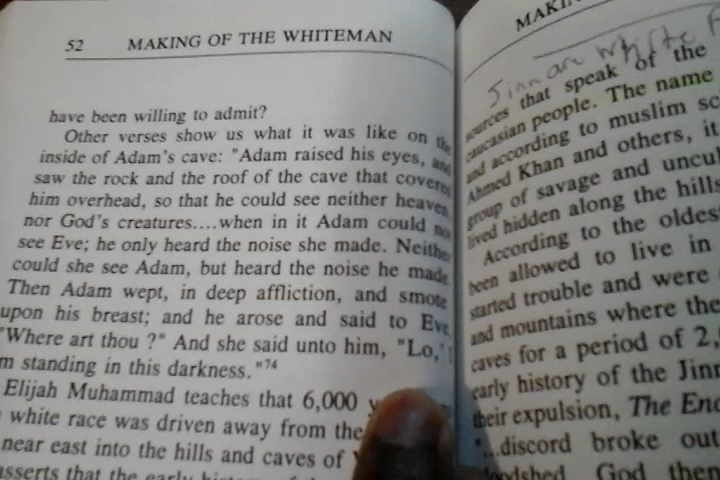 52
MAKING OF THE WHITEMAN
have been willing to admit?
Other verses show us what it was like on the
inside of Adam's cave: "Adam raised his eyes, and
saw the rock and the roof of the cave that covered
him overhead, so that he could see neither heaven
nor God's creatures....when in it Adam could not
see Eve; he only heard the noise she made. Neither
could she see Adam, but heard the noise he made.
Then Adam wept, in deep affliction, and smote
upon his breast; and he arose and said to Eve,
"Where art thou ?" And she said unto him, "Lo, I
m standing in this darkness."74
Elijah Muhammad teaches that 6,000
white race was driven away from the
near east into the hills and caves of
asserts that the early
MAKI
Jinn are white
sources that speak of the
caucasian people. The name
and according to muslim sc
Ahmed Khan and others, it
group of savage and uncul
lived hidden along the hills
According to the oldes
been allowed to live in
started trouble and were
and mountains where the
caves for a period of 2,
early history of the Jinn
their expulsion, The End
"...discord broke out
bloodshed. God then